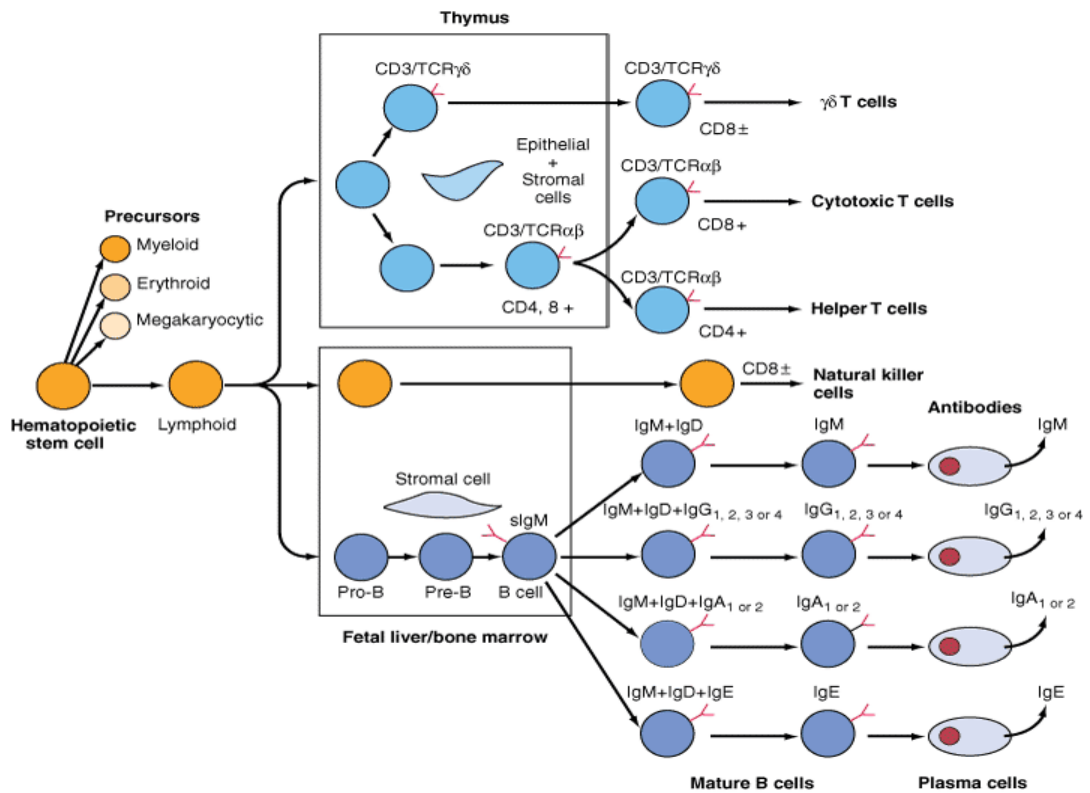 Thymus
CD3/TCRγδ
CD3/TCRγδ
CD8±
γδ T cells
Epithelial
+
Stromal
cells
CD3/TCRαβ
CD8+
Cytotoxic T cells
CD3/TCRαβ
CD4, 8 +
CD3/TCRαβ
CD4+
Helper T cells
Precursors
Myeloid
Erythroid
Megakaryocytic
Hematopoietic
stem cell
Lymphoid
CD8±
Natural killer
cells
Stromal cell
sIgM
Pro-B
Pre-B
B cell
Fetal liver/bone marrow
Antibodies
IgM+IgD
IgM
IgM
IgM+IgD+IgG1, 2, 3 or 4
IgG1, 2, 3 or 4
IgG1, 2, 3 or 4
IgM+IgD+IgA1 or 2
IgA1 or 2
IgA1 or 2
IgM+IgD+IgE
IgE
IgE
Mature B cells
Plasma cells